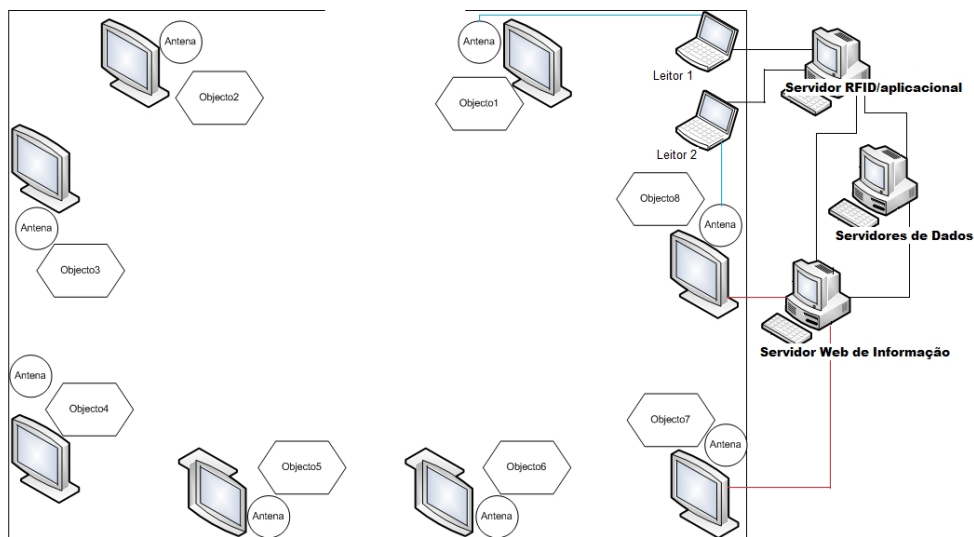 Antena
Objecto2
Antena
Objecto1
Leitor 1
Servidor RFID/aplicacional
Leitor 2
Objecto8
Antena
Servidores de Dados
Antena
Objecto3
Servidor Web de Informação
Antena
Objecto4
Objecto5
Antena
Objecto6
Antena
Objecto7
Antena